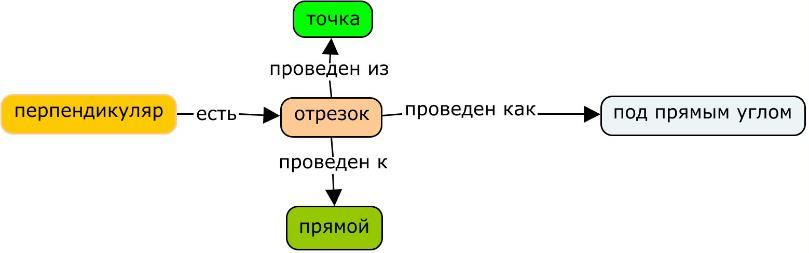 точка
проведен из
перпендикуляр
есть
отрезок
проведен как
под прямым углом
проведен к
прямой